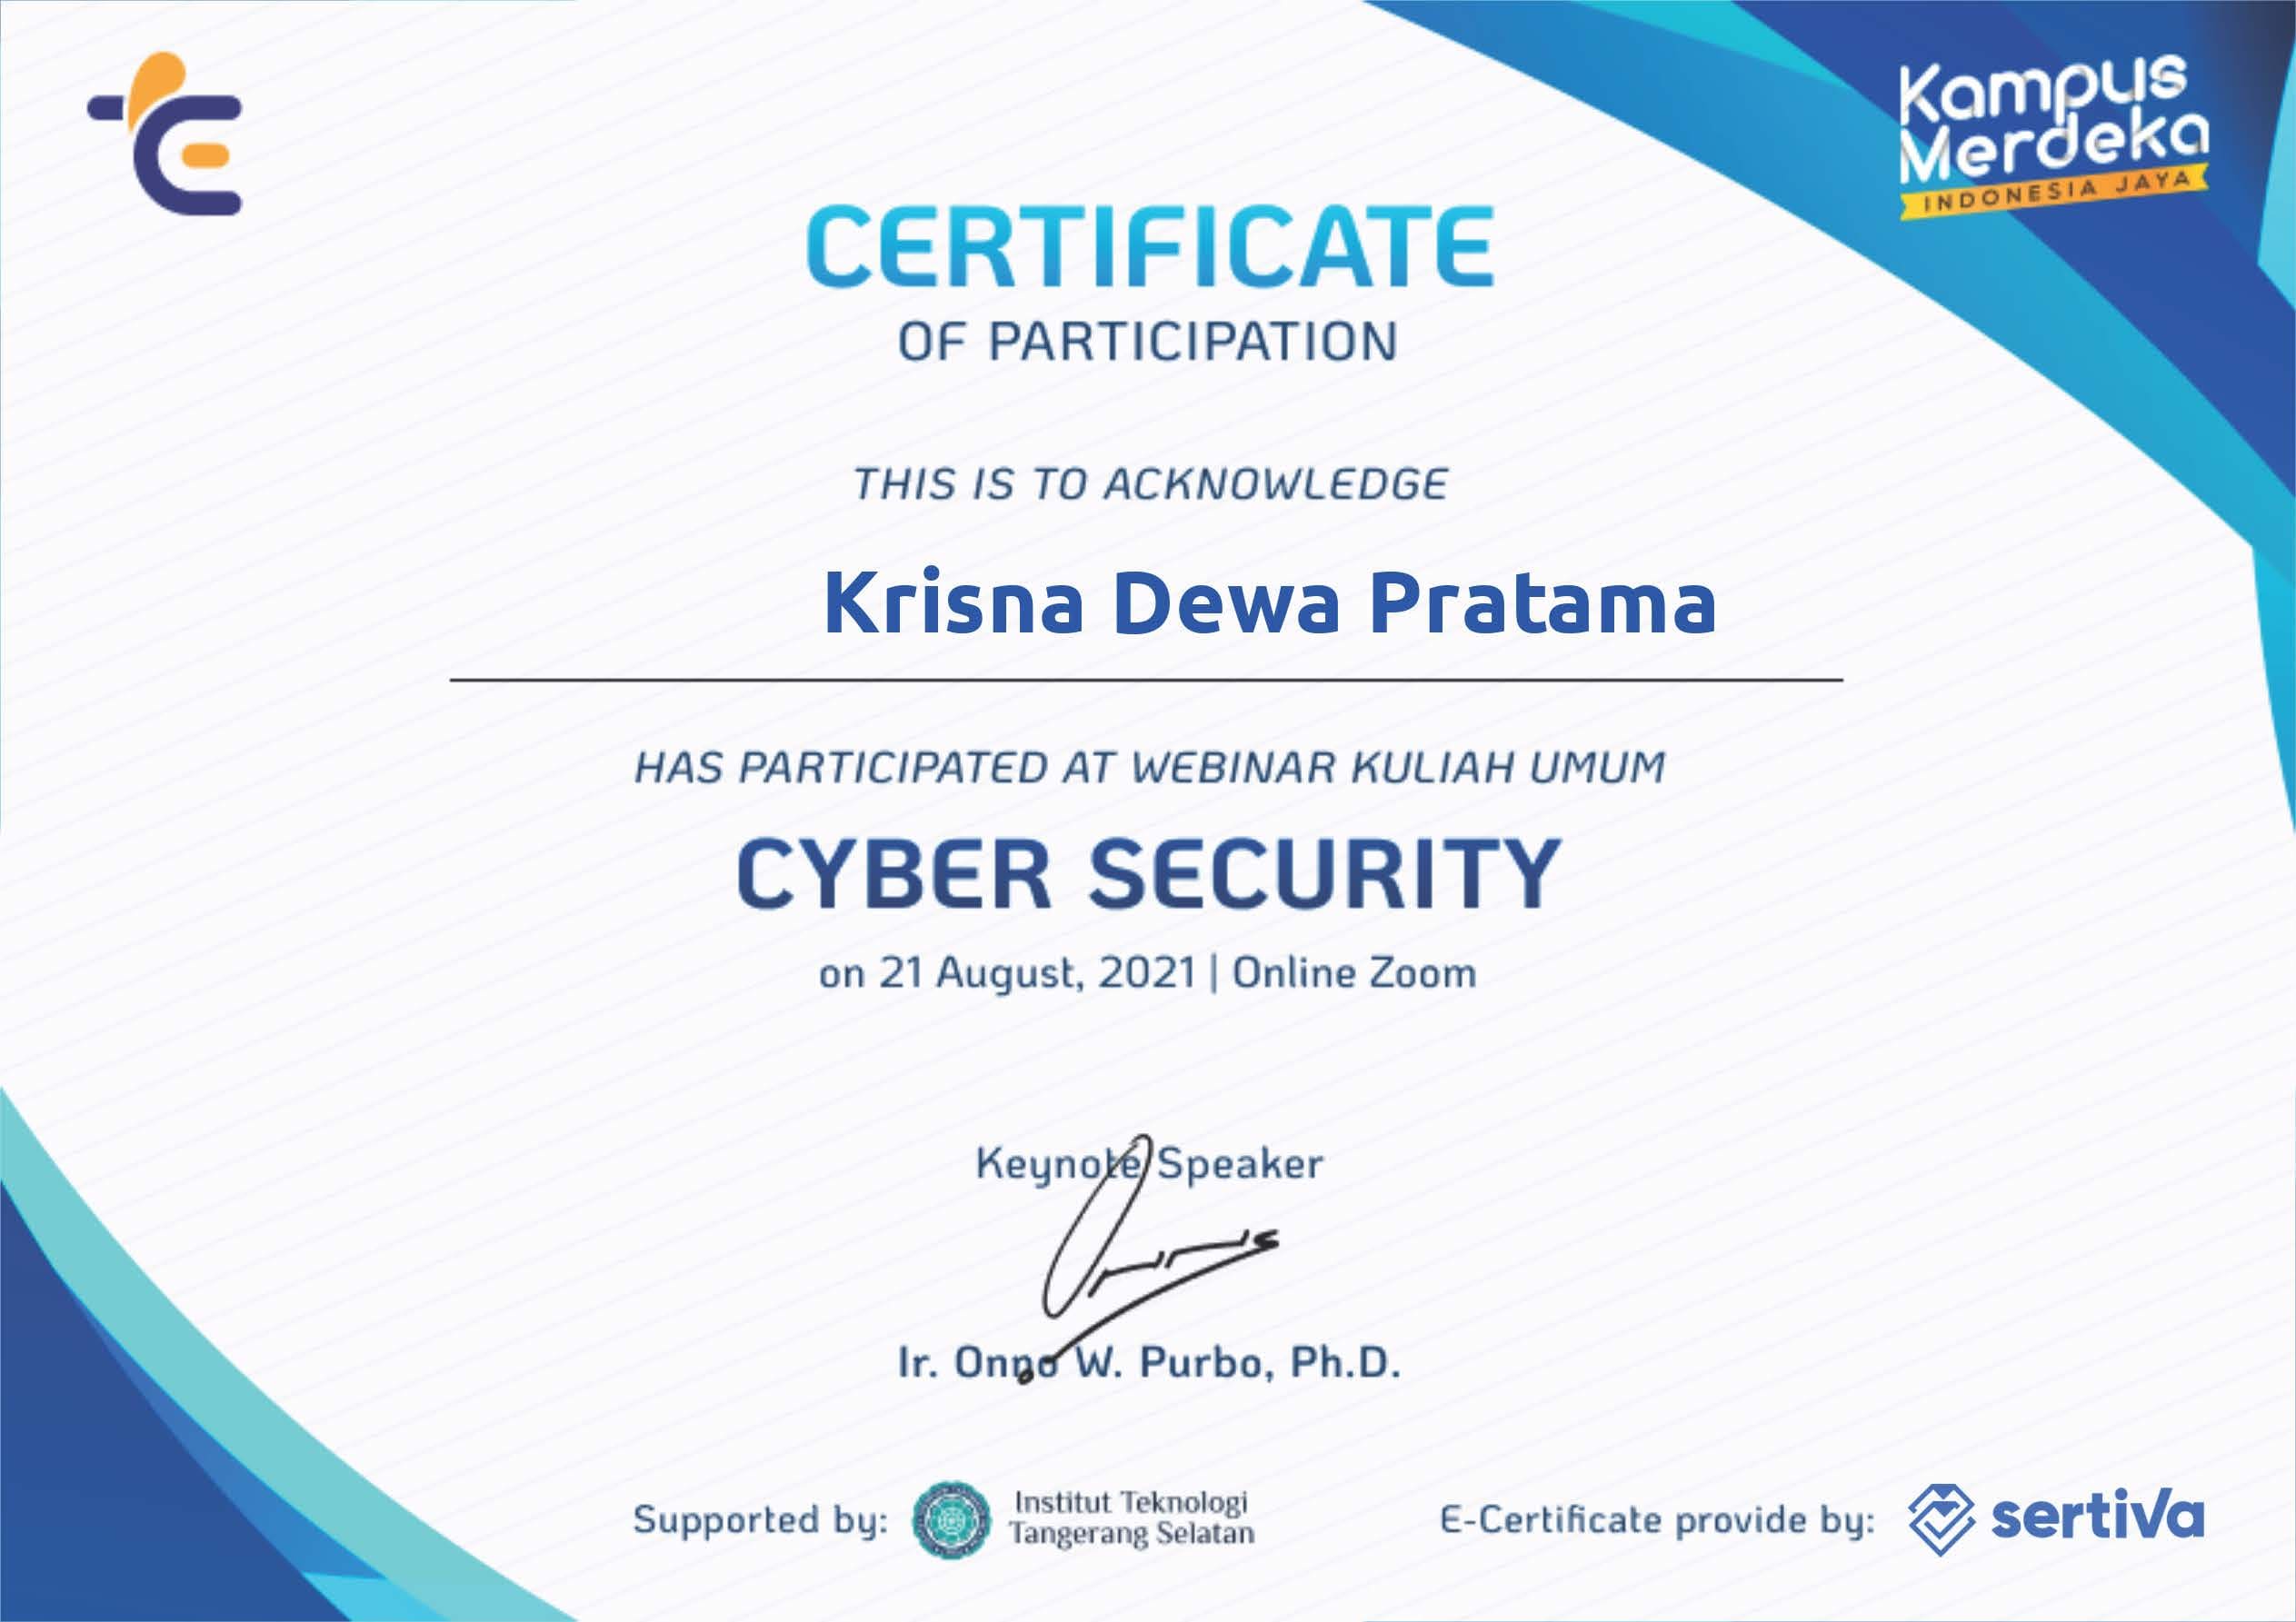 Kampus
Merdeka
INDONESIA JAYA
CERTIFICATE
OF PARTICIPATION
THIS IS TO ACKNOWLEDGE
Krisna Dewa Pratama
HAS PARTICIPATED AT WEBINAR KULIAH UMUM
CYBER SECURITY
on 21 August, 2021 | Online Zoom
Keynote Speaker
Ir. Onno W. Purbo, Ph.D.
Supported by:
Institut Teknologi
Tangerang Selatan
E-Certificate provide by:
sertiva